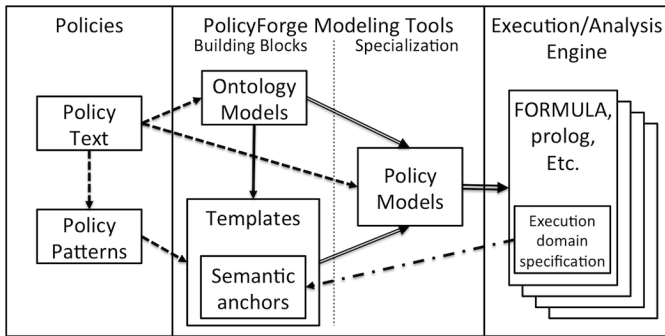 Policies
PolicyForge Modeling Tools
Building Blocks
Specialization
Execution/Analysis
Engine
Policy
Text
Policy
Patterns
Ontology
Models
Templates
Semantic
anchors
Policy
Models
FORMULA,
prolog,
Etc.
Execution
domain
specification